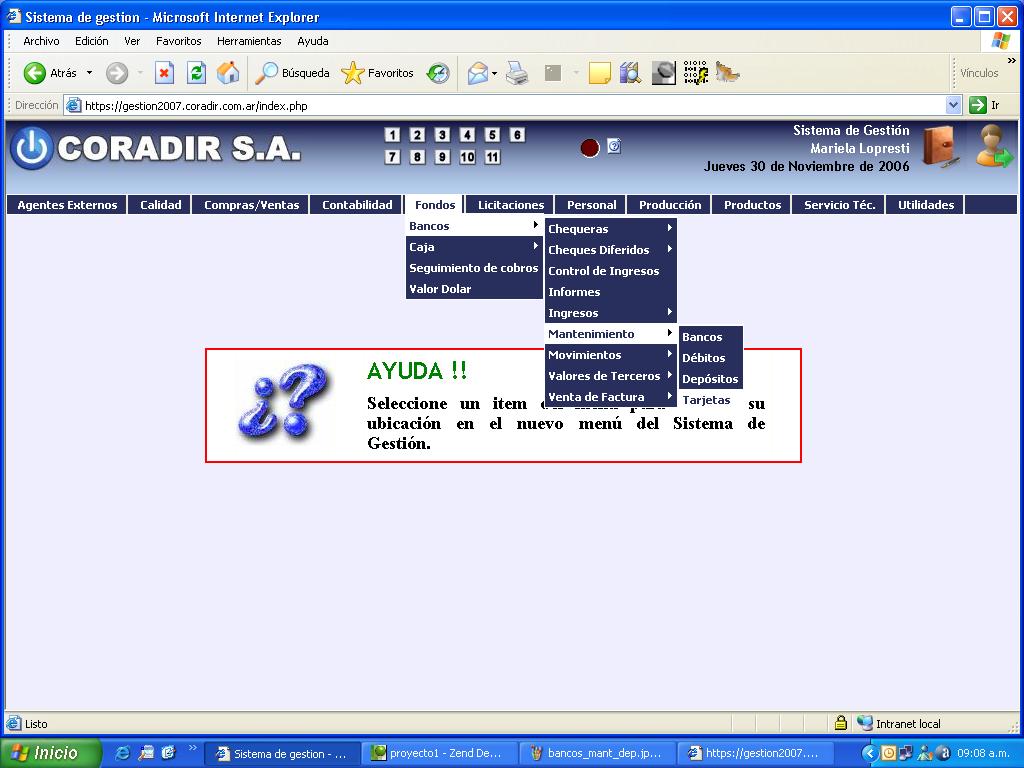 Sistema de gestion - Microsoft Internet Explorer
Archivo Edición Ver Favoritos Herramientas Ayuda
Atrás Búsqueda Favoritos Vínculos
Dirección https://gestion2007.coradir.com.ar/index.php Ir
CORADIR S.A.
1 2 3 4 5 6
7 8 9 10 11
Sistema de Gestión
Mariela Lopresti
Jueves 30 de Noviembre de 2006
Agentes Externos Calidad Compras/Ventas Contabilidad Fondos Licitaciones Personal Producción Productos Servicio Téc. Utilidades
Bancos
Caja
Seguimiento de cobros
Valor Dolar
Chequeras
Cheques Diferidos
Control de Ingresos
Informes
Ingresos
Mantenimiento
Movimientos
Valores de Terceros
Venta de Factura
Bancos
Débitos
Depósitos
Tarjetas
AYUDA !!
Seleccione un item su
ubicación en el nuevo menú del Sistema de
Gestión.
Listo Intranet local
Inicio Sistema de gestion - ... proyecto1 - Zend De... bancos_mant_dep.jp... https://gestion2007.... 09:08 a.m.